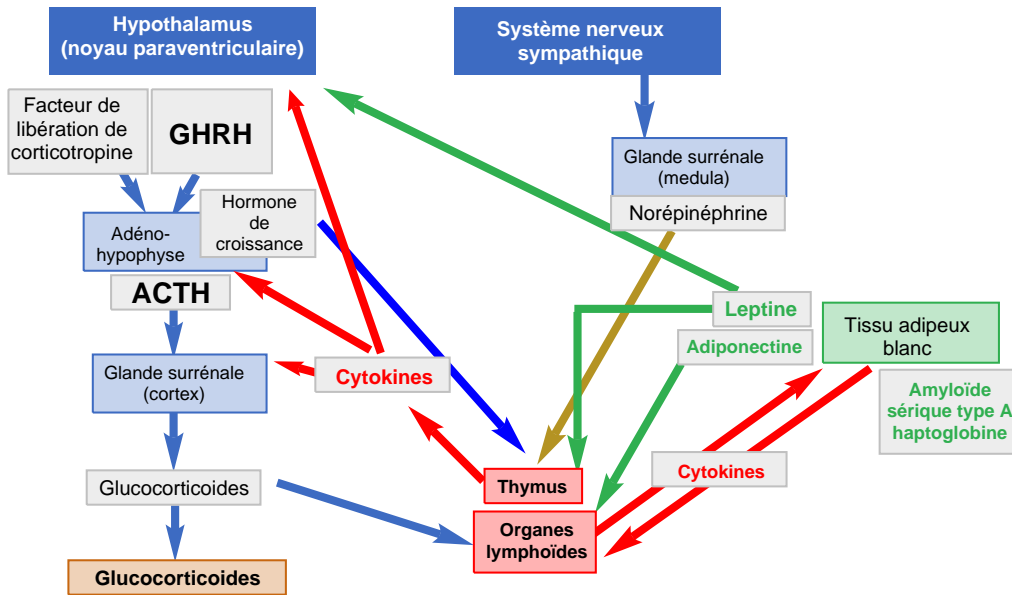 Hypothalamus
(noyau paraventriculaire)
Système nerveux
sympathique
Facteur de
libération de
corticotropine
GHRH
Glande surrénale
(medula)
Norépinéphrine
Hormone
de
croissance
Adéno-
hypophyse
ACTH
Leptine
Adiponectine
Tissu adipeux
blanc
Glande surrénale
(cortex)
Cytokines
Amyloïde
sérique type A
haptoglobine
Cytokines
Glucocorticoides
Thymus
Organes
lymphoïdes
Glucocorticoides